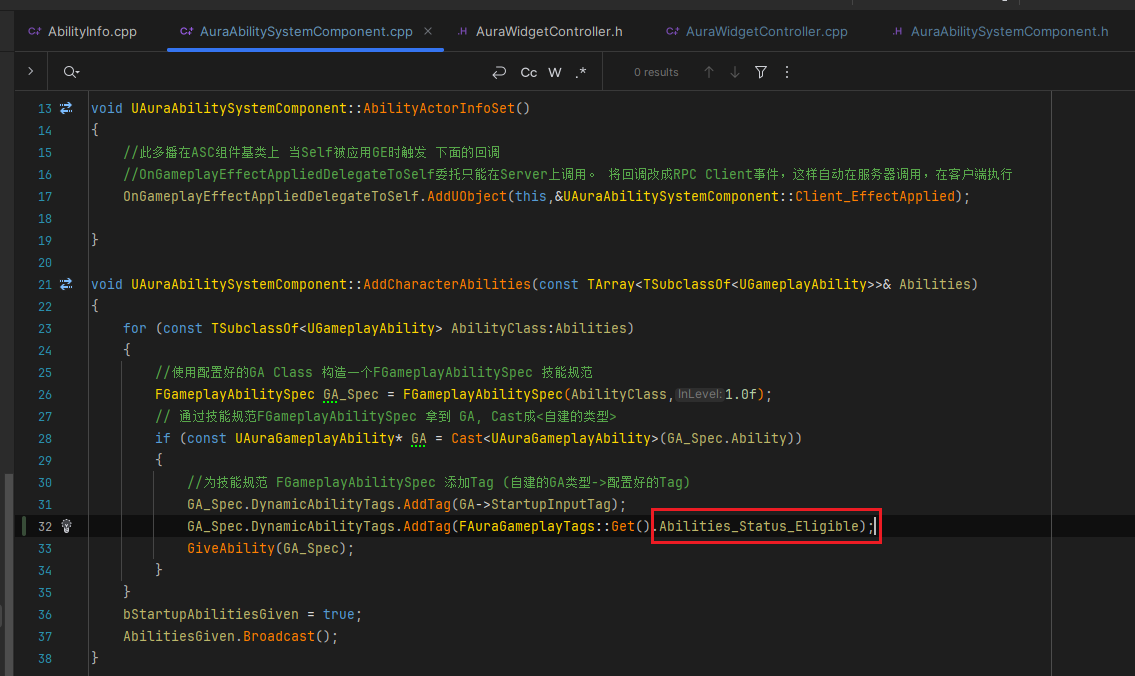 AbilityInfo.cpp AuraAbilitySystemComponent.cpp × .H AuraWidgetController.h AuraWidgetController.cpp .H AuraAbilitySystemComponent.h
Cc W .* 0 results
13 void UAuraAbilitySystemComponent::AbilityActorInfoSet()
14 {
15 //此多播在ASC组件基类上 当Self被应用GE时触发 下面的回调
16 //OnGameplayEffectAppliedDelegateToSelf委托只能在Server上调用。 将回调改成RPC Client事件，这样自动在服务器调用，在客户端执行
17 OnGameplayEffectAppliedDelegateToSelf.AddUObject(this,&UAuraAbilitySystemComponent::Client_EffectApplied);
18
19 }
20
21 void UAuraAbilitySystemComponent::AddCharacterAbilities(const TArray<TSubclassOf<UGameplayAbility>>& Abilities)
22 {
23 for (const TSubclassOf<UGameplayAbility> AbilityClass:Abilities)
24 {
25 //使用配置好的GA Class 构造一个FGameplayAbilitySpec 技能规范
26 FGameplayAbilitySpec GA_Spec = FGameplayAbilitySpec(AbilityClass, InLevel: 1.0f);
27 // 通过技能规范FGameplayAbilitySpec 拿到 GA, Cast成<自建的类型>
28 if (const UAuraGameplayAbility* GA = Cast<UAuraGameplayAbility>(GA_Spec.Ability))
29 {
30 //为技能规范 FGameplayAbilitySpec 添加Tag (自建的GA类型->配置好的Tag)
31 GA_Spec.DynamicAbilityTags.AddTag(GA->StartupInputTag);
32 GA_Spec.DynamicAbilityTags.AddTag(FAuraGameplayTags::Get().Abilities_Status_Eligible);
33 GiveAbility(GA_Spec);
34 }
35 }
36 bStartupAbilitiesGiven = true;
37 AbilitiesGiven.Broadcast();
38 }